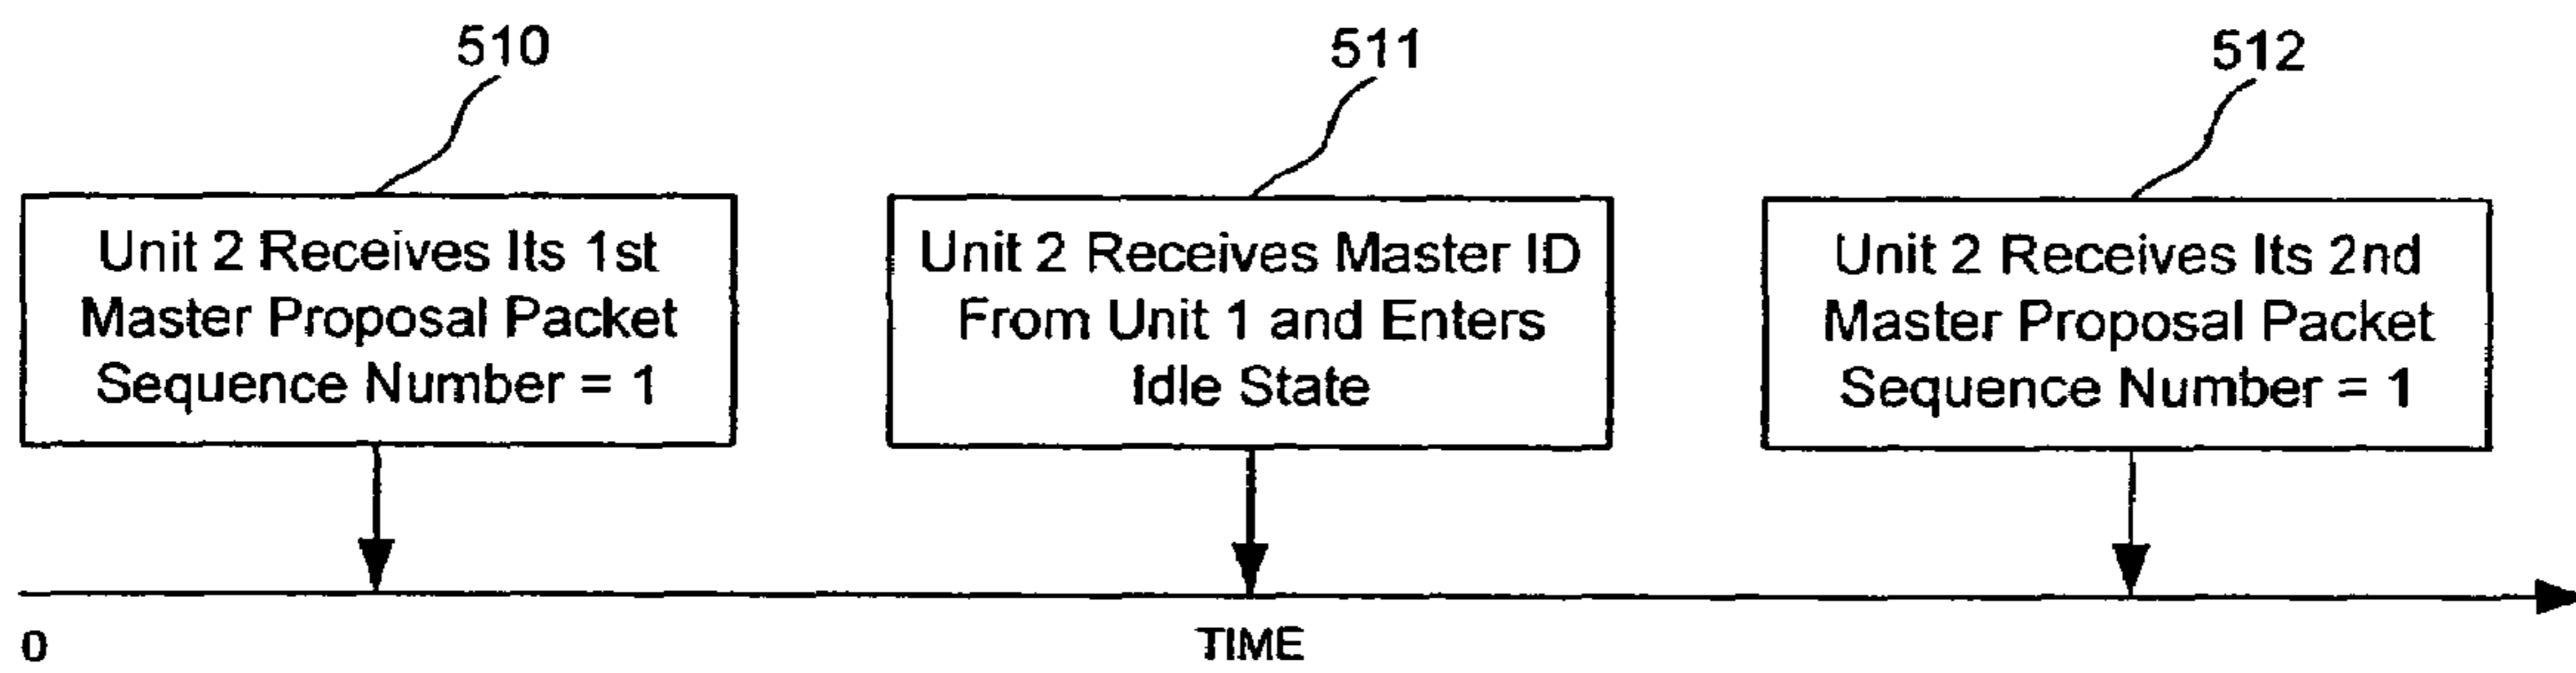 510
511
512
Unit 2 Receives Its 1st
Master Proposal Packet
Sequence Number = 1
Unit 2 Receives Master ID
From Unit 1 and Enters
Idle State
Unit 2 Receives Its 2nd
Master Proposal Packet
Sequence Number = 1
0
TIME